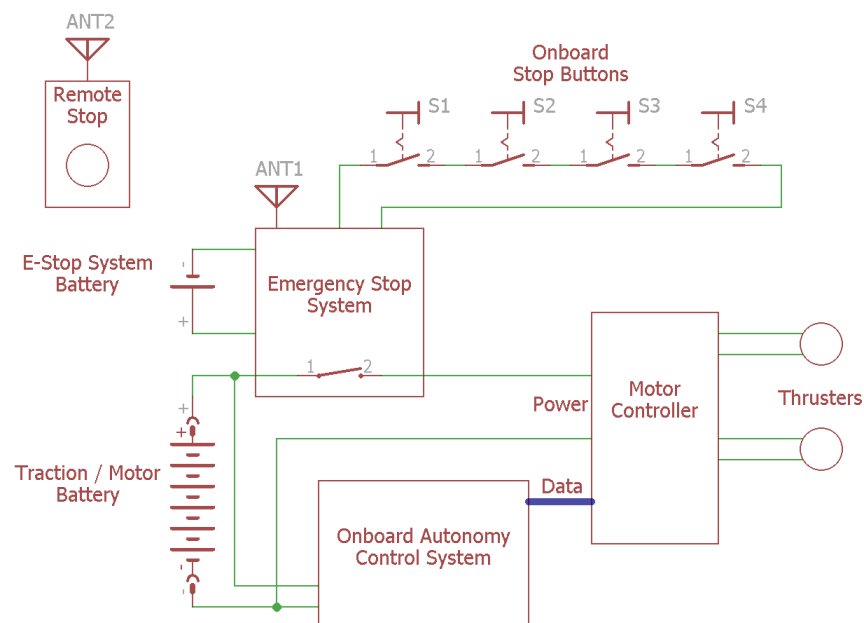 ANT2
Remote
Stop
Onboard
Stop Buttons
S1
S2
S3
S4
1 2 1 2 1 2 1 2
ANT1
E-Stop System
Battery
-
+
Emergency Stop
System
1 2
Power
Motor
Controller
Thrusters
+
+
Traction / Motor
Battery
-
-
Data
Onboard Autonomy
Control System